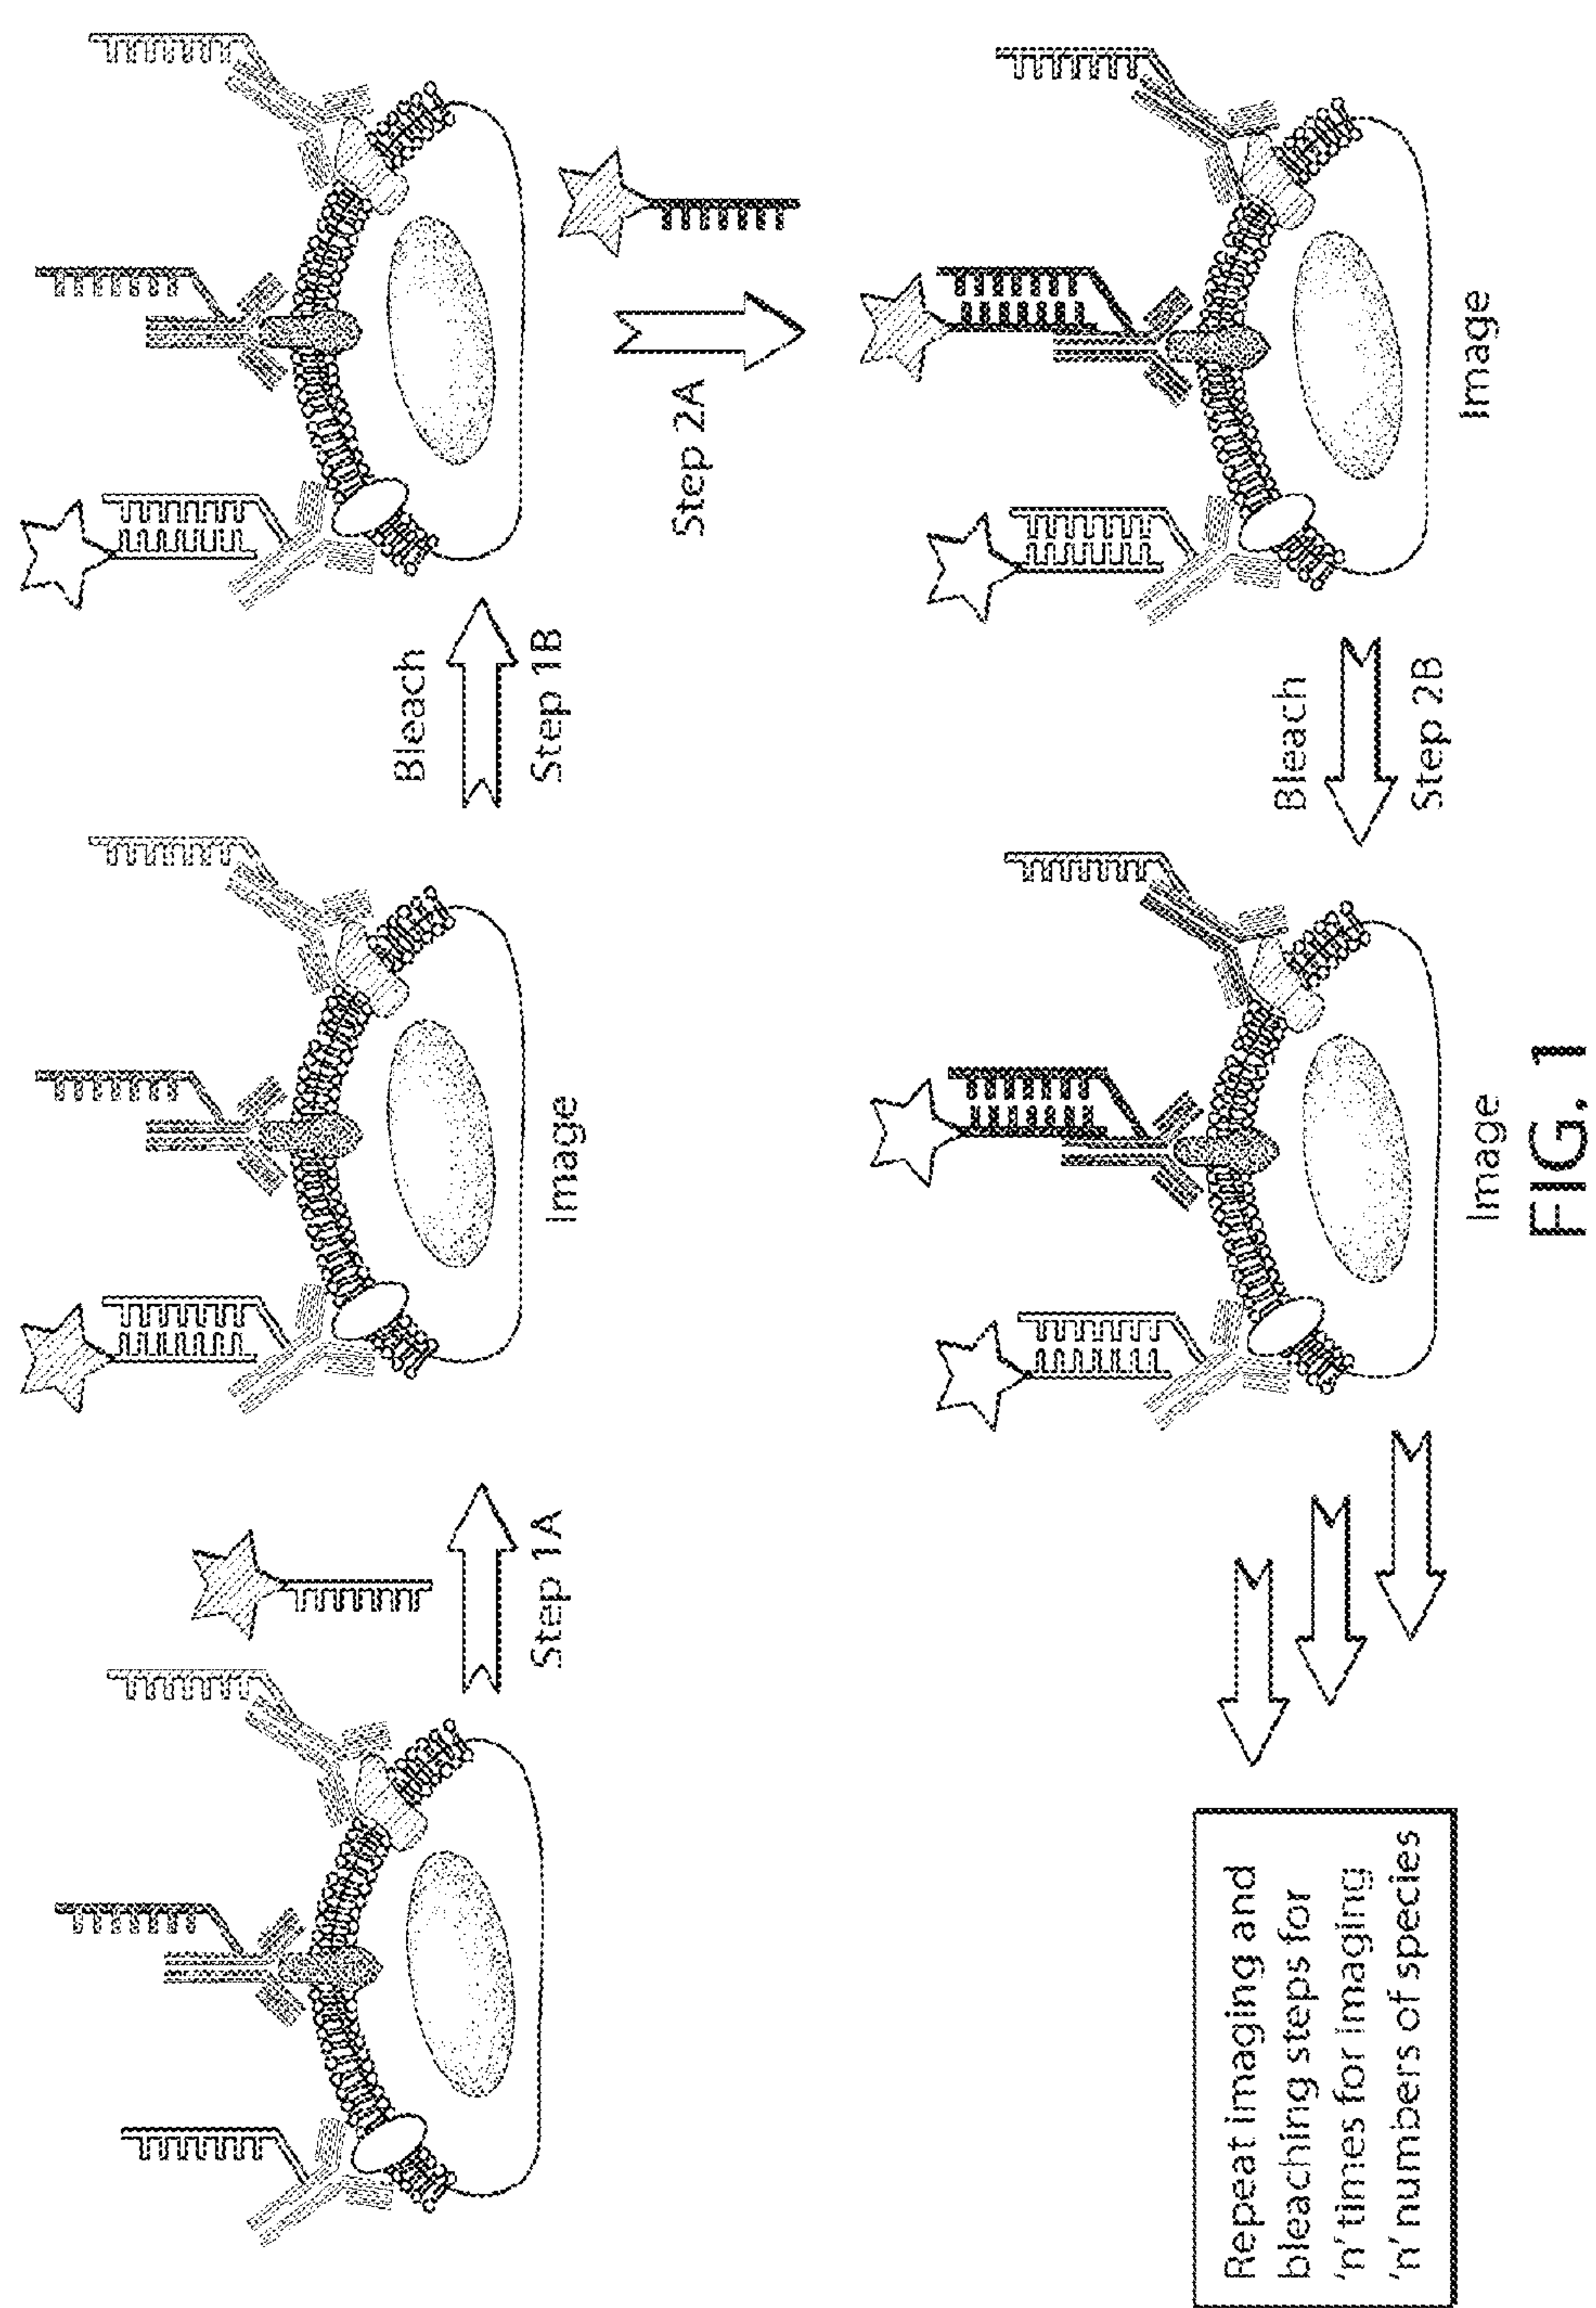 Step 1A
Image
Bleach
Step 1B
Step 2A
Image
Bleach
Step 2B
Image
Repeat imaging and
bleaching steps for
'n' times for imaging
'n' numbers of species
FIG. 1